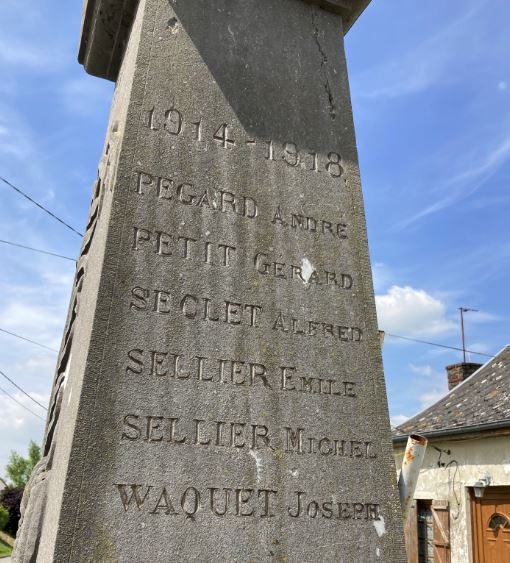 1914-1918
PEGARD ANDRE
PETIT GERARD
SECLET ALFRED
SELLIER EMILE
SELLIER MICHEL
WAQUET JOSEPH